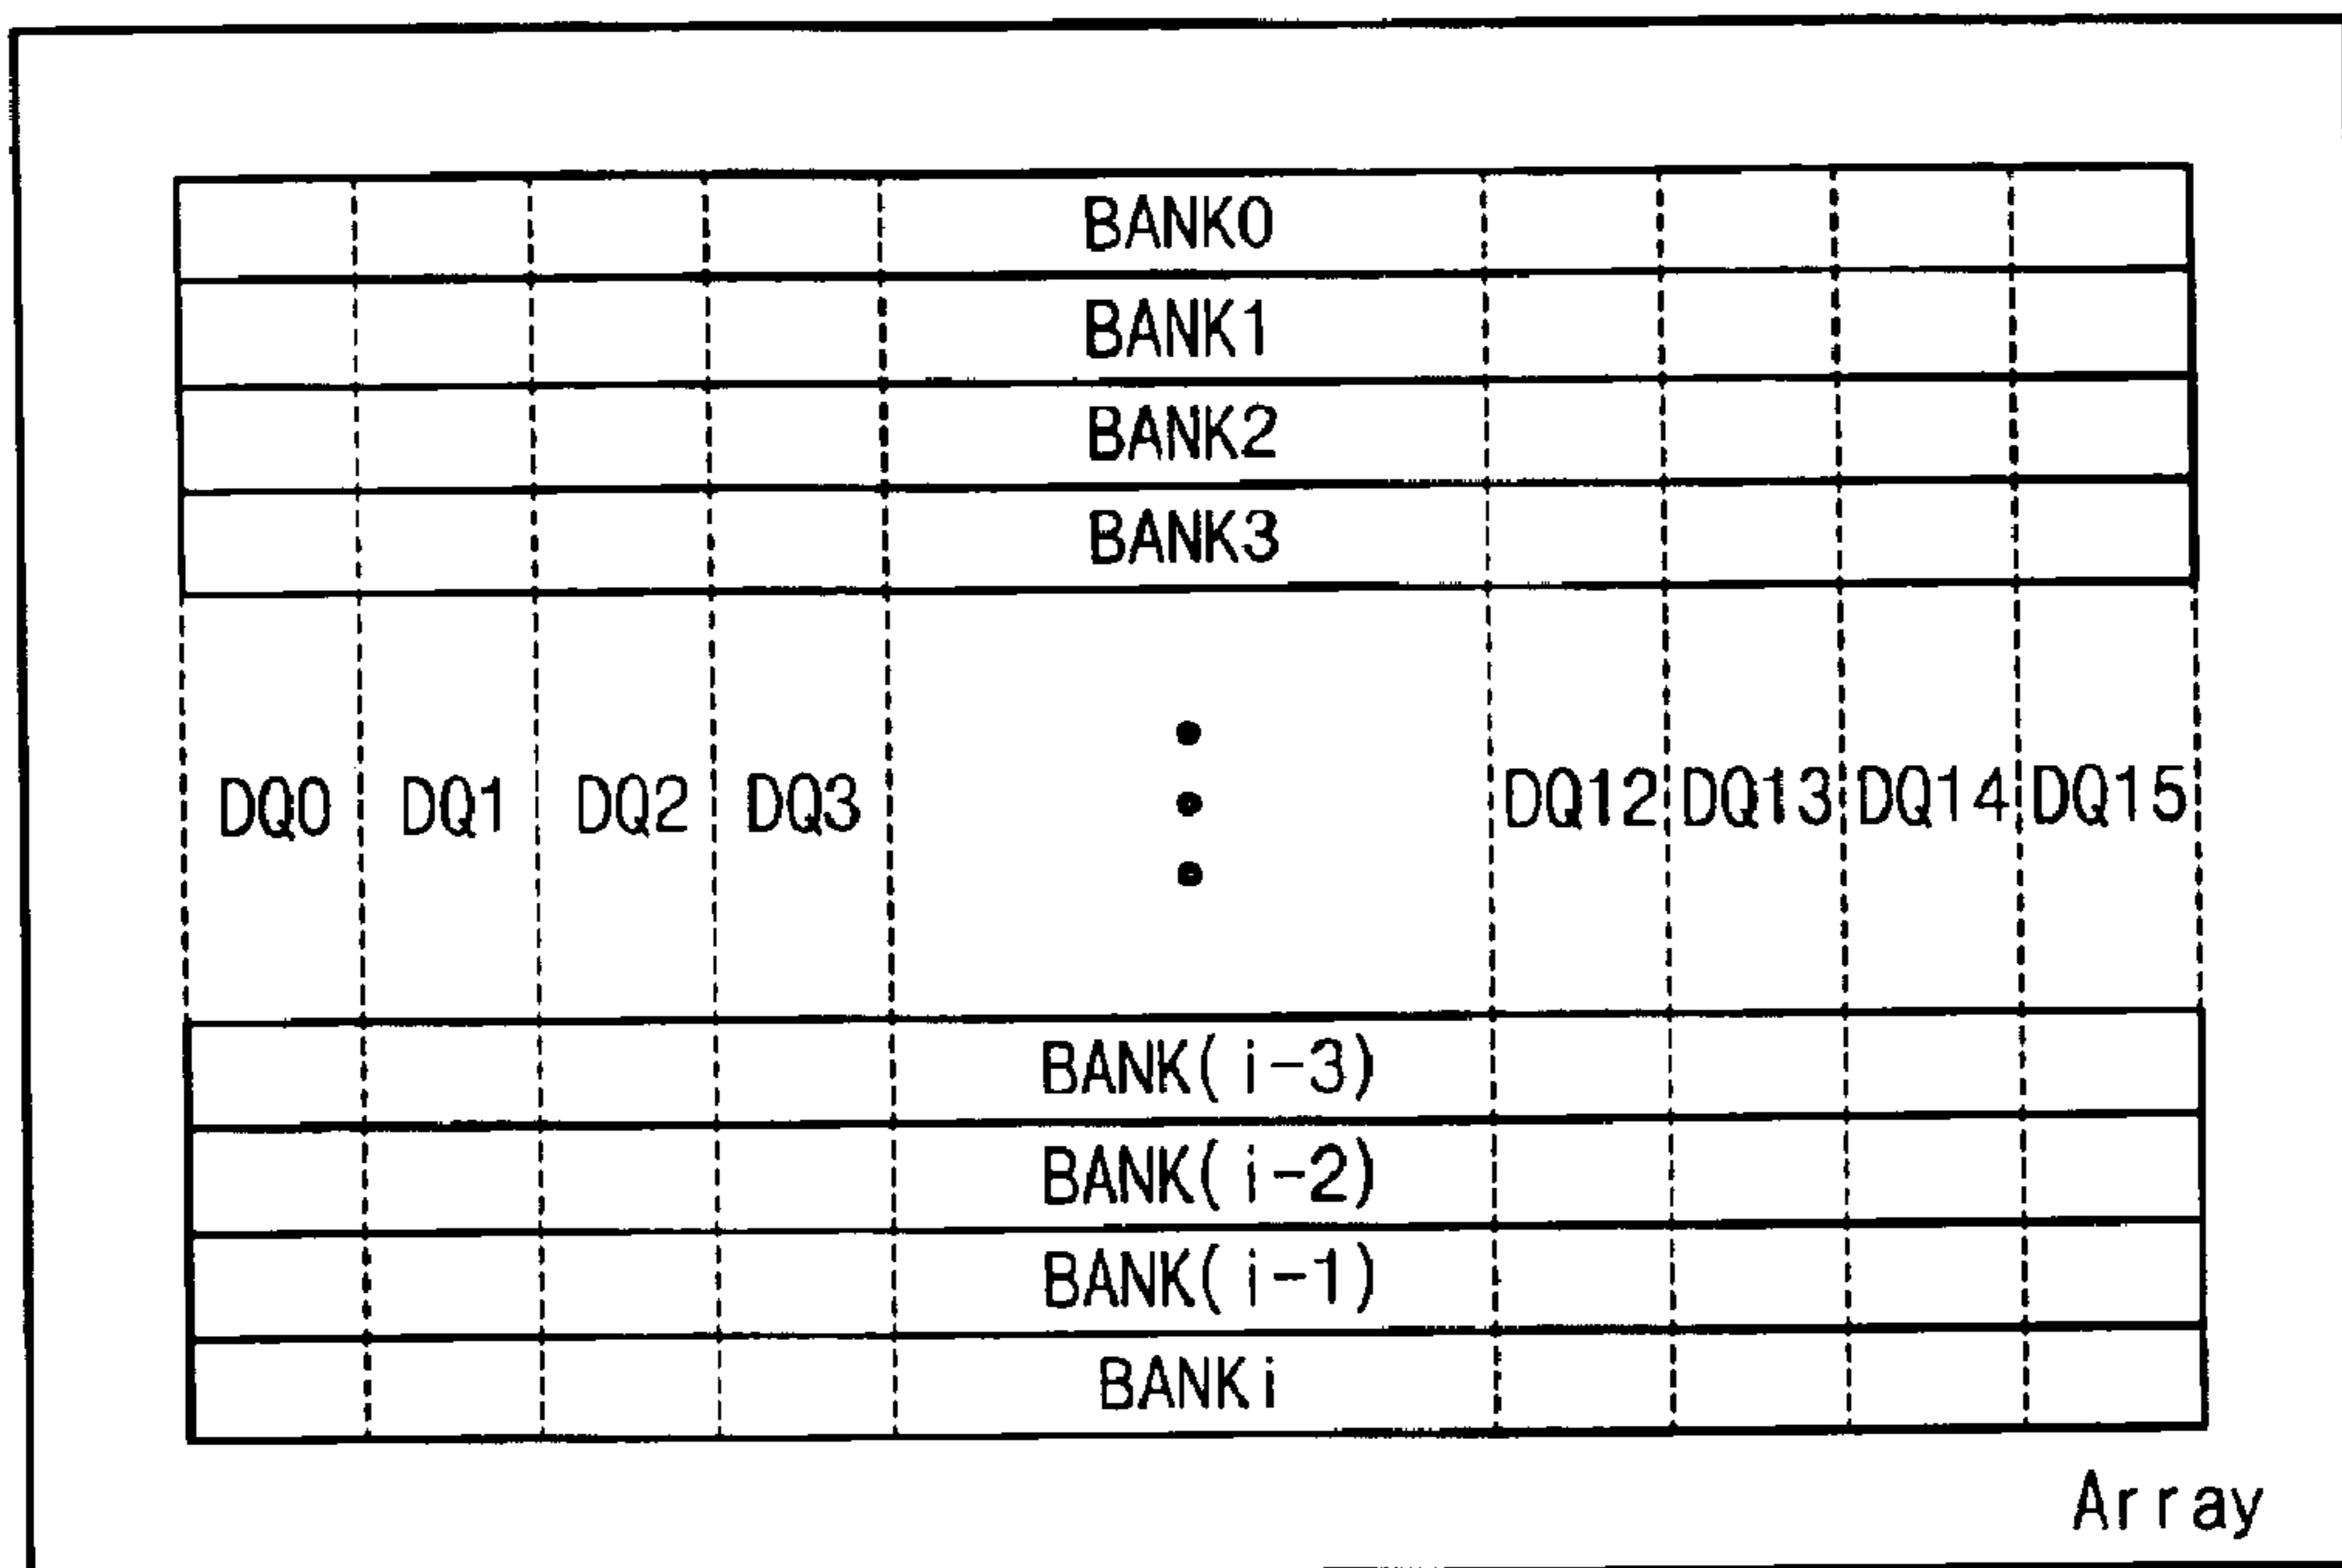 BANK0
BANK1
BANK2
BANK3
DQ0 DQ1 DQ2 DQ3 DQ12 DQ13 DQ14 DQ15
BANK(i-3)
BANK(i-2)
BANK(i-1)
BANKi
Array